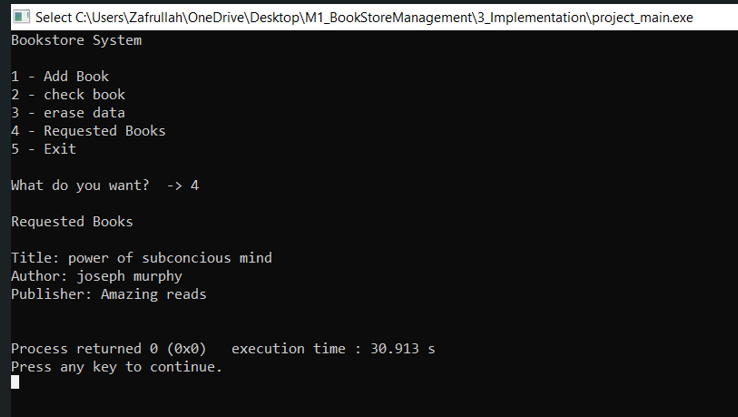 Select C:\Users\Zafrullah\OneDrive\Desktop\M1_BookStoreManagement\3_Implementation\project_main.exe
Bookstore System
1 - Add Book
2 - check book
3 - erase data
4 - Requested Books
5 - Exit
What do you want?  -> 4
Requested Books
Title: power of subconcious mind
Author: joseph murphy
Publisher: Amazing reads
Process returned 0 (0x0)   execution time : 30.913 s
Press any key to continue.